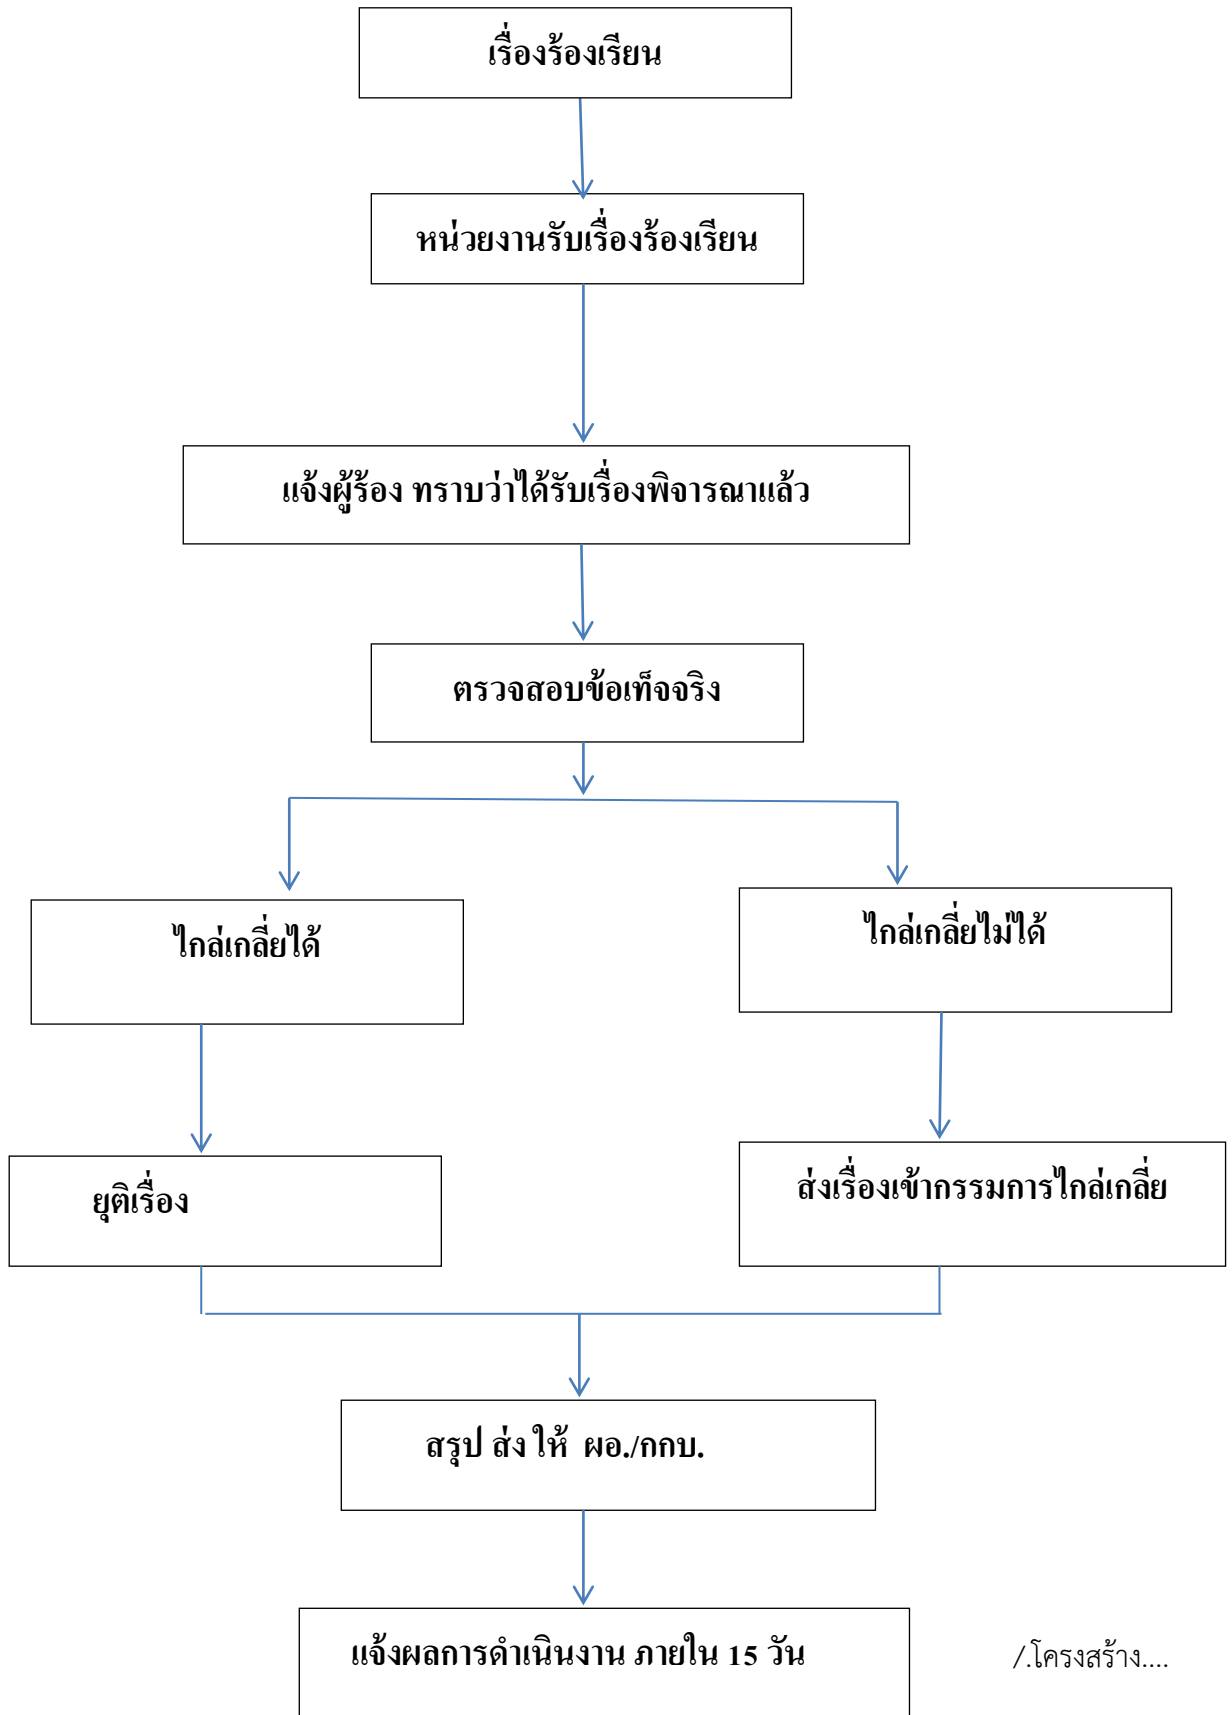 เรื่องร้องเรียน
หน่วยงานรับเรื่องร้องเรียน
แจ้งผู้ร้อง ทราบว่าได้รับเรื่องพิจารณาแล้ว
ตรวจสอบข้อเท็จจริง
ไกล่เกลี่ยได้
ไกล่เกลี่ยไม่ได้
ยุติเรื่อง
ส่งเรื่องเข้ากรรมการไกล่เกลี่ย
สรุป ส่ง ให้ ผอ./กกบ.
แจ้งผลการดำเนินงาน ภายใน 15 วัน
/.โครงสร้าง....